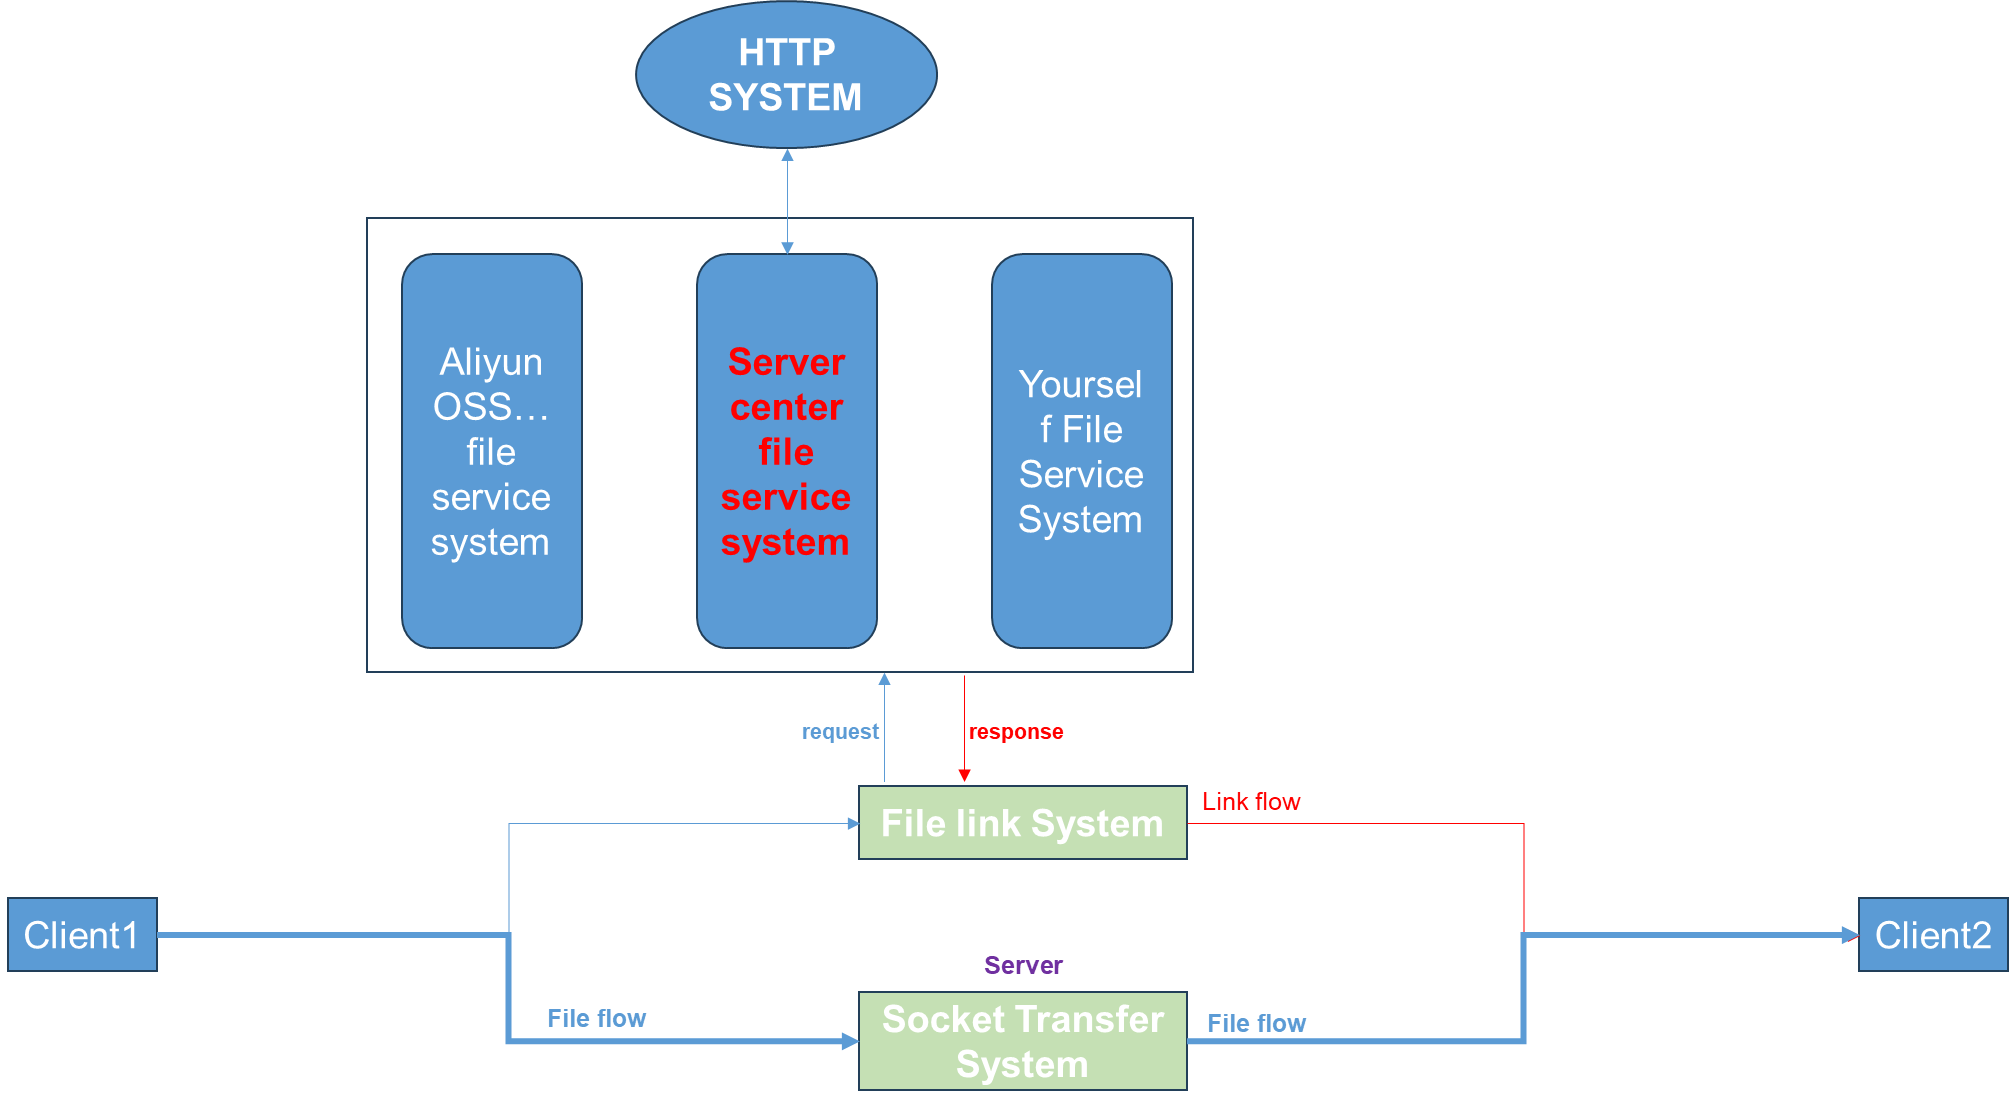 HTTP
SYSTEM
Aliyun
OSS…
file
service
system
Server
center
file
service
system
Yoursel
f File
Service
System
request
response
File link System
Link flow
Client1
Client2
Server
File flow
Socket Transfer
System
File flow